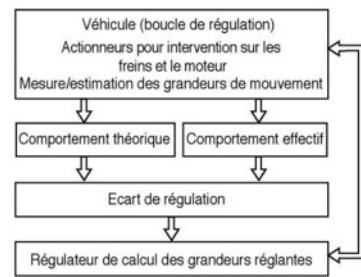 Véhicule (boucle de régulation)
Actionneurs pour intervention sur les
freins et le moteur
Mesure/estimation des grandeurs de mouvement
Comportement théorique
Comportement effectif
Ecart de régulation
Régulateur de calcul des grandeurs réglantes